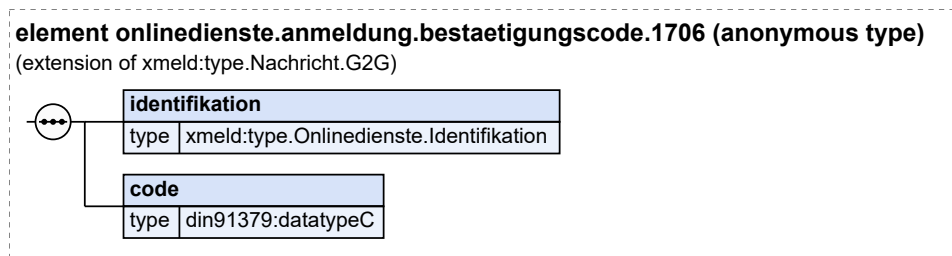 element onlinedienste.anmeldung.bestaetigungscode.1706 (anonymous type)
(extension of xmeld:type.Nachricht.G2G)
identifikation
type xmeld:type.Onlinedienste.Identifikation
code
type din91379:datatypeC